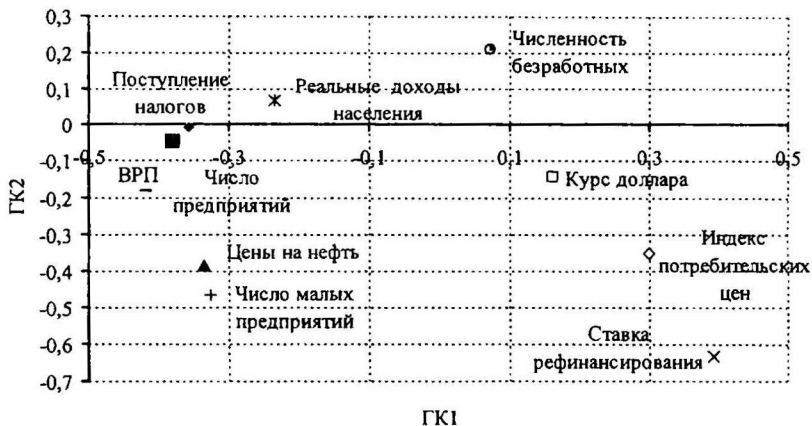 0,3
0,2
0,1
0
-0,1
-0,2
-0,3
-0,4
-0,5
-0,6
-0,7
ГК2
-0,5
-0,3
-0,1
0,1
0,3
0,5
ГК1
Численность
безработных
Поступление
налогов
Реальные доходы
населения
ВРП
Число
предприятий
Курс доллара
Цены на нефть
Индекс
потребительских
цен
Число малых
предприятий
Ставка
рефинансирования